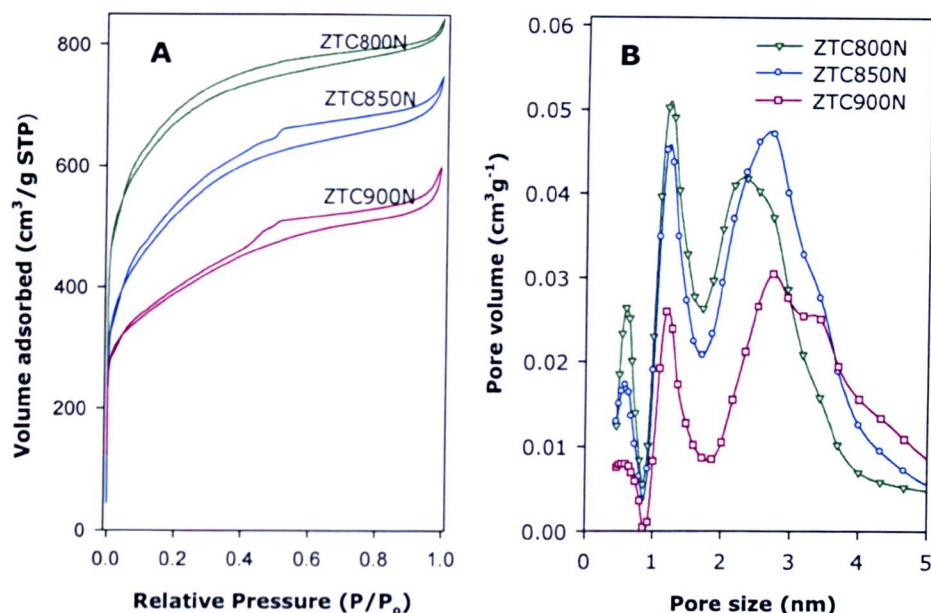 A
ZTC800N
ZTC850N
ZTC900N
800
600
400
200
0
0.0 0.2 0.4 0.6 0.8 1.0
Volume adsorbed (cm³/g STP)
Relative Pressure (P/Pₒ)
B
ZTC800N
ZTC850N
ZTC900N
0.06
0.05
0.04
0.03
0.02
0.01
0.00
0 1 2 3 4 5
Pore volume (cm³g⁻¹)
Pore size (nm)